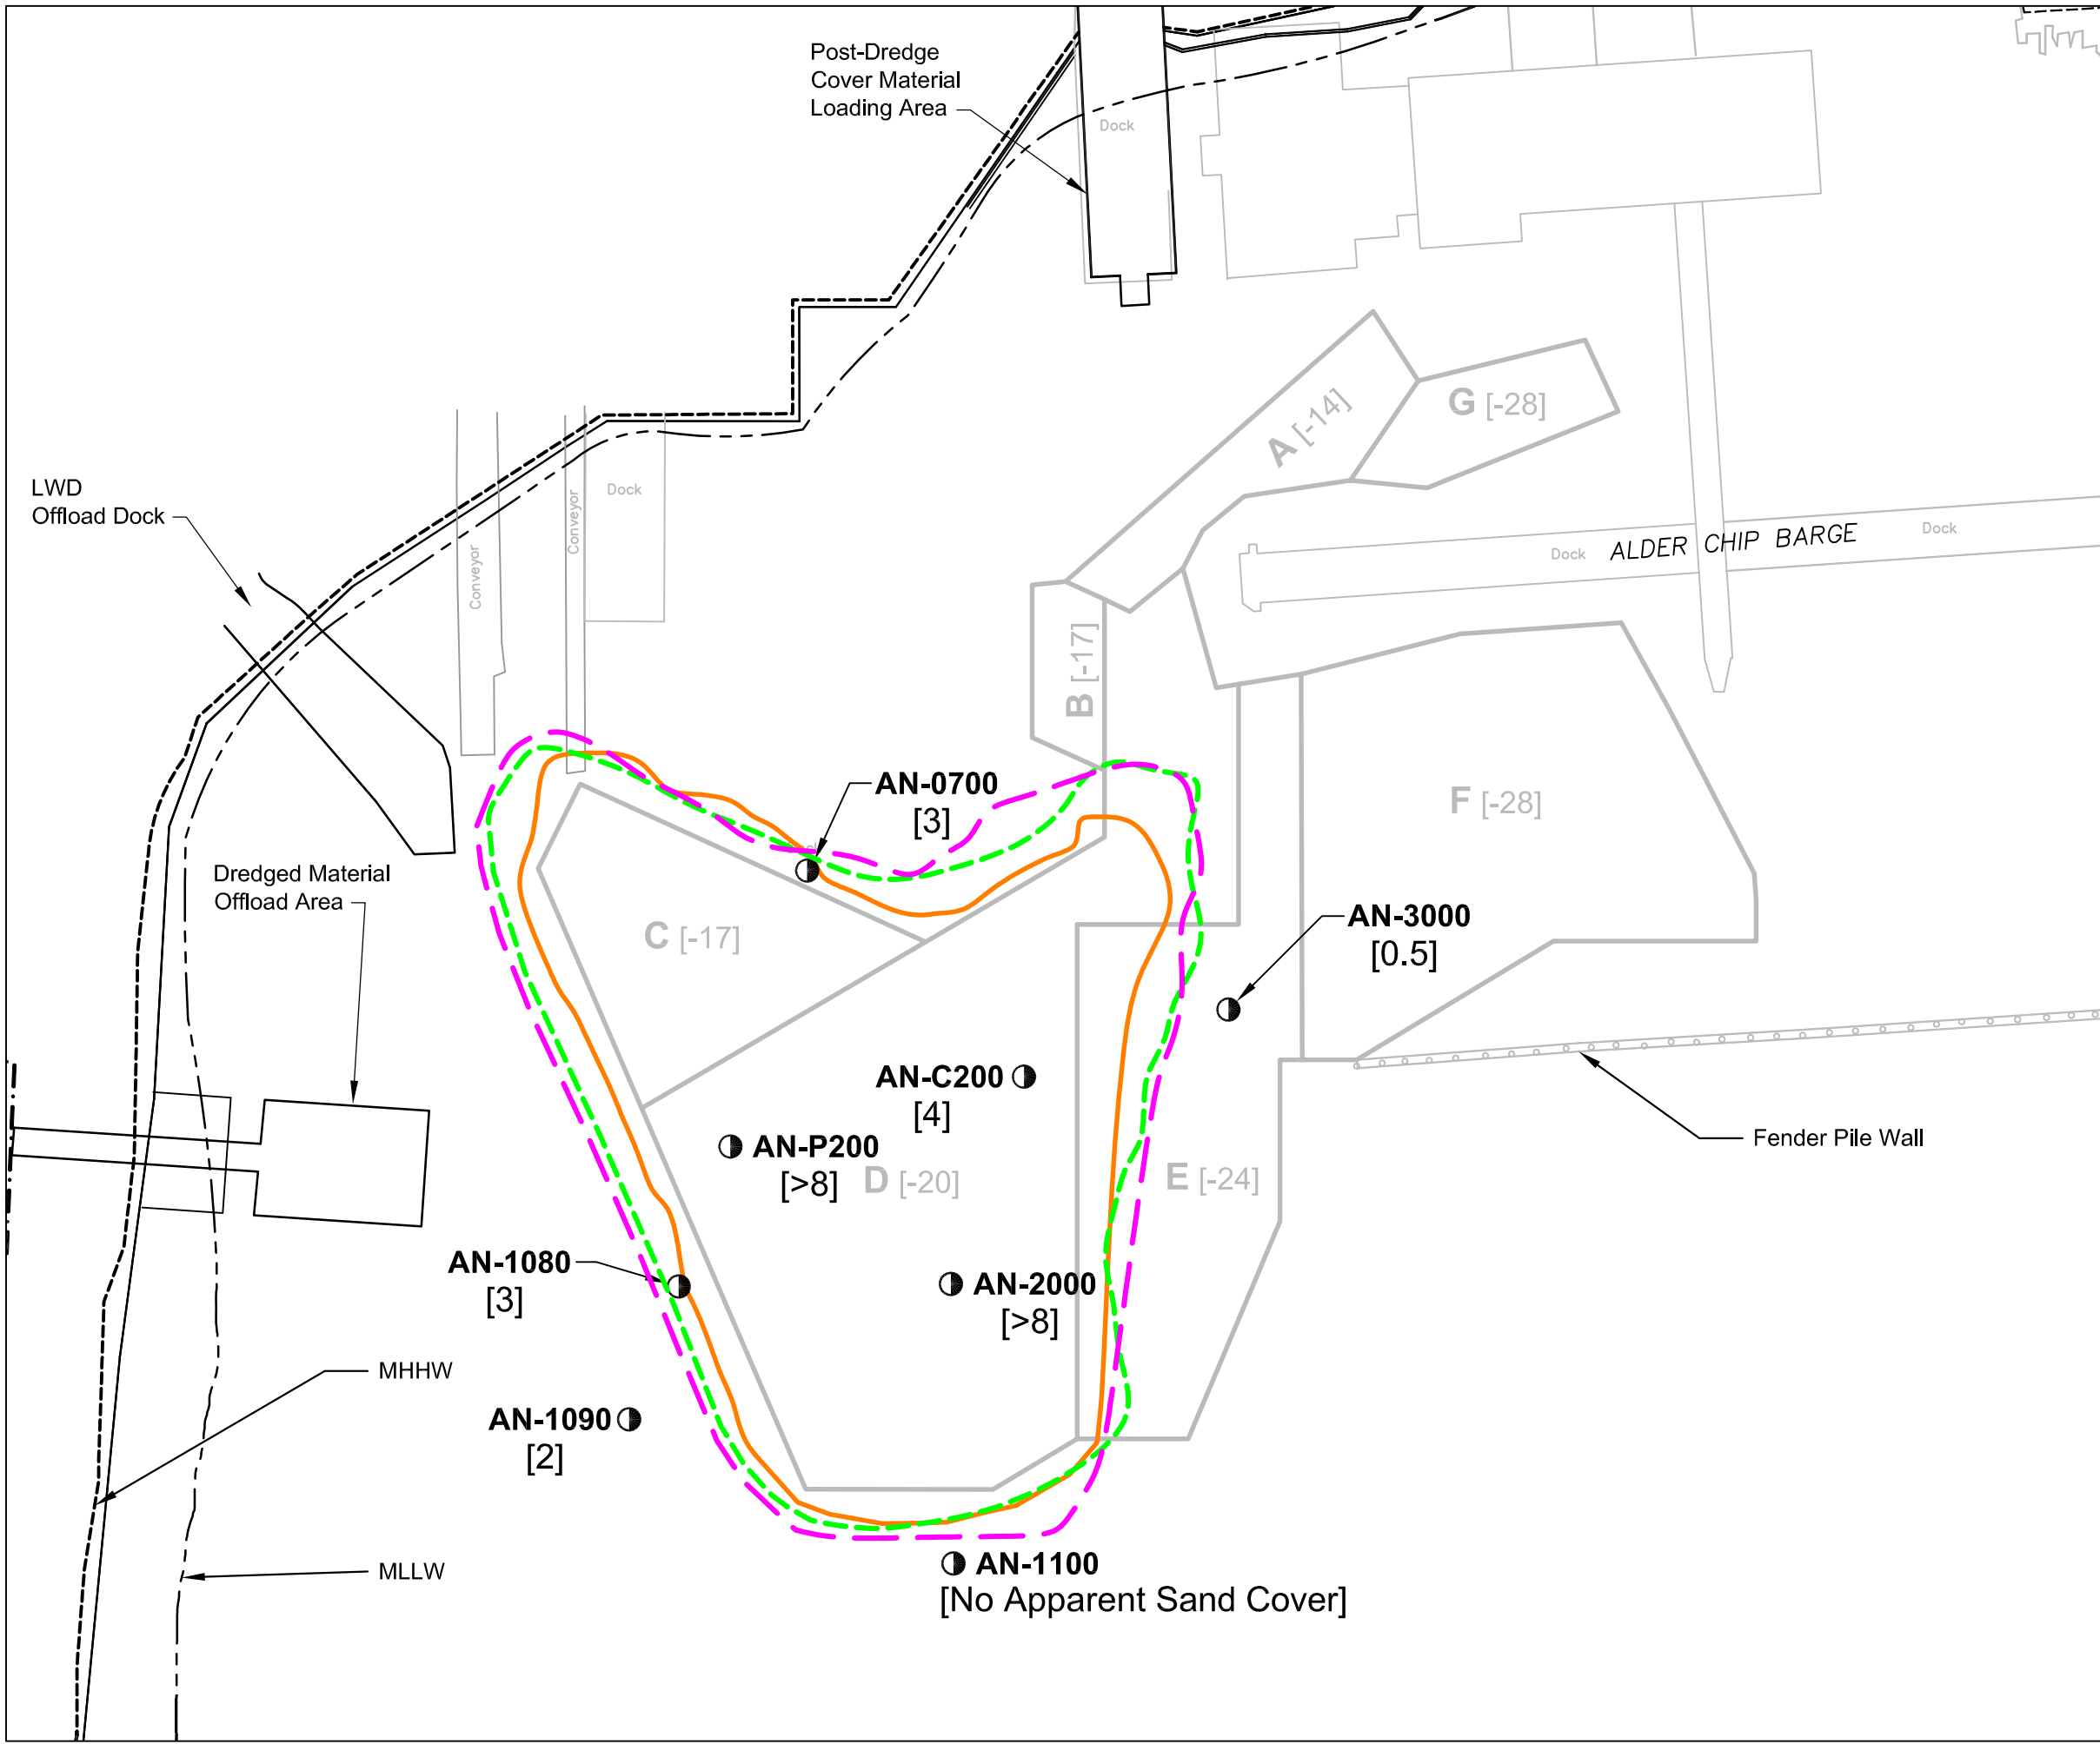 Post-Dredge
Cover Material
Loading Area
Dock
A [-14]
G [-28]
LWD
Offload Dock
Conveyor
Conveyor
Dock
Dock
ALDER CHIP BARGE
Dock
B [-17]
AN-0700
[3]
F [-28]
Dredged Material
Offload Area
C [-17]
AN-3000
[0.5]
AN-C200
[4]
AN-P200
[>8]
D [-20]
E [-24]
Fender Pile Wall
AN-1080
[3]
AN-2000
[>8]
MHHW
AN-1090
[2]
AN-1100
[No Apparent Sand Cover]
MLLW